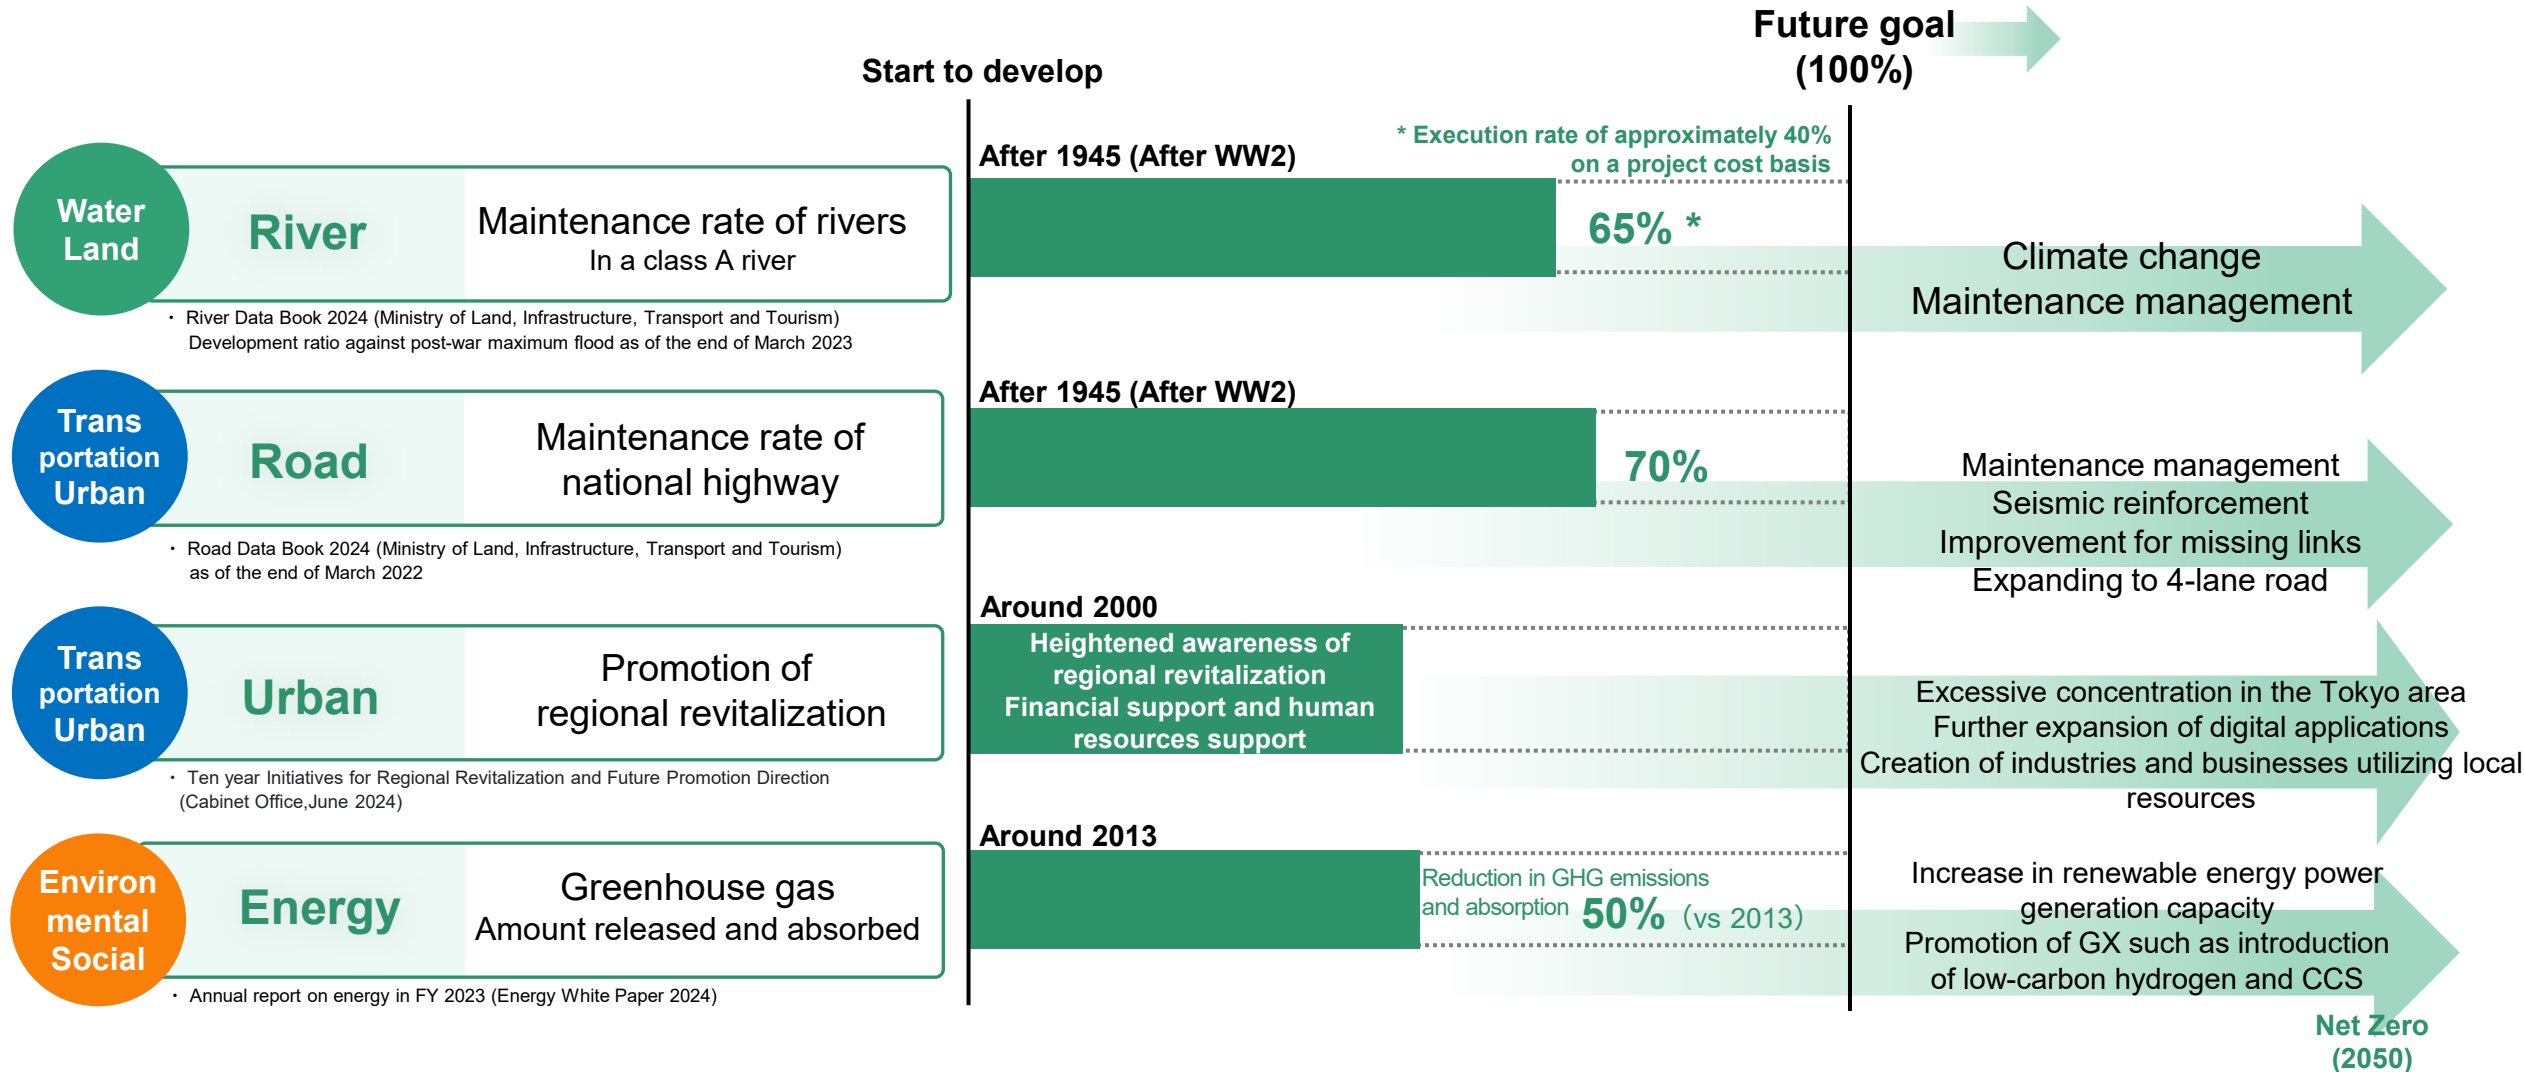 Future goal
(100%)
Start to develop
Water
Land
River
Maintenance rate of rivers
In a class A river
・ River Data Book 2024 (Ministry of Land, Infrastructure, Transport and Tourism)
Development ratio against post-war maximum flood as of the end of March 2023
After 1945 (After WW2)
* Execution rate of approximately 40%
on a project cost basis
65% *
Climate change
Maintenance management
Trans
portation
Urban
Road
Maintenance rate of
national highway
・ Road Data Book 2024 (Ministry of Land, Infrastructure, Transport and Tourism)
as of the end of March 2022
After 1945 (After WW2)
70%
Maintenance management
Seismic reinforcement
Improvement for missing links
Expanding to 4-lane road
Trans
portation
Urban
Urban
Promotion of
regional revitalization
・ Ten year Initiatives for Regional Revitalization and Future Promotion Direction
(Cabinet Office,June 2024)
Around 2000
Heightened awareness of
regional revitalization
Financial support and human
resources support
Excessive concentration in the Tokyo area
Further expansion of digital applications
Creation of industries and businesses utilizing local
resources
Environ
mental
Social
Energy
Greenhouse gas
Amount released and absorbed
・ Annual report on energy in FY 2023 (Energy White Paper 2024)
Around 2013
Reduction in GHG emissions
and absorption 50%（vs 2013）
Increase in renewable energy power
generation capacity
Promotion of GX such as introduction
of low-carbon hydrogen and CCS
Net Zero
(2050)